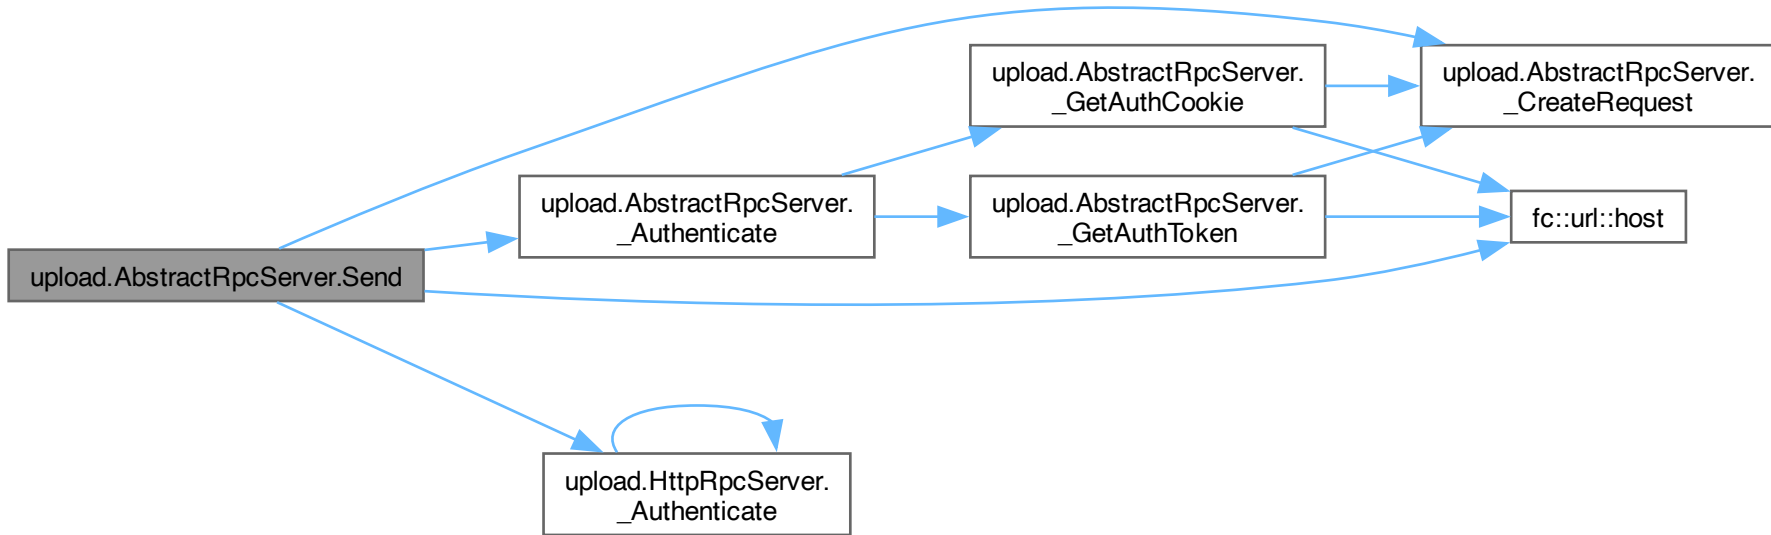 upload.AbstractRpcServer.Send
upload.AbstractRpcServer.
_Authenticate
upload.AbstractRpcServer.
_GetAuthCookie
upload.AbstractRpcServer.
_CreateRequest
upload.AbstractRpcServer.
_GetAuthToken
fc::url::host
upload.HttpRpcServer.
_Authenticate